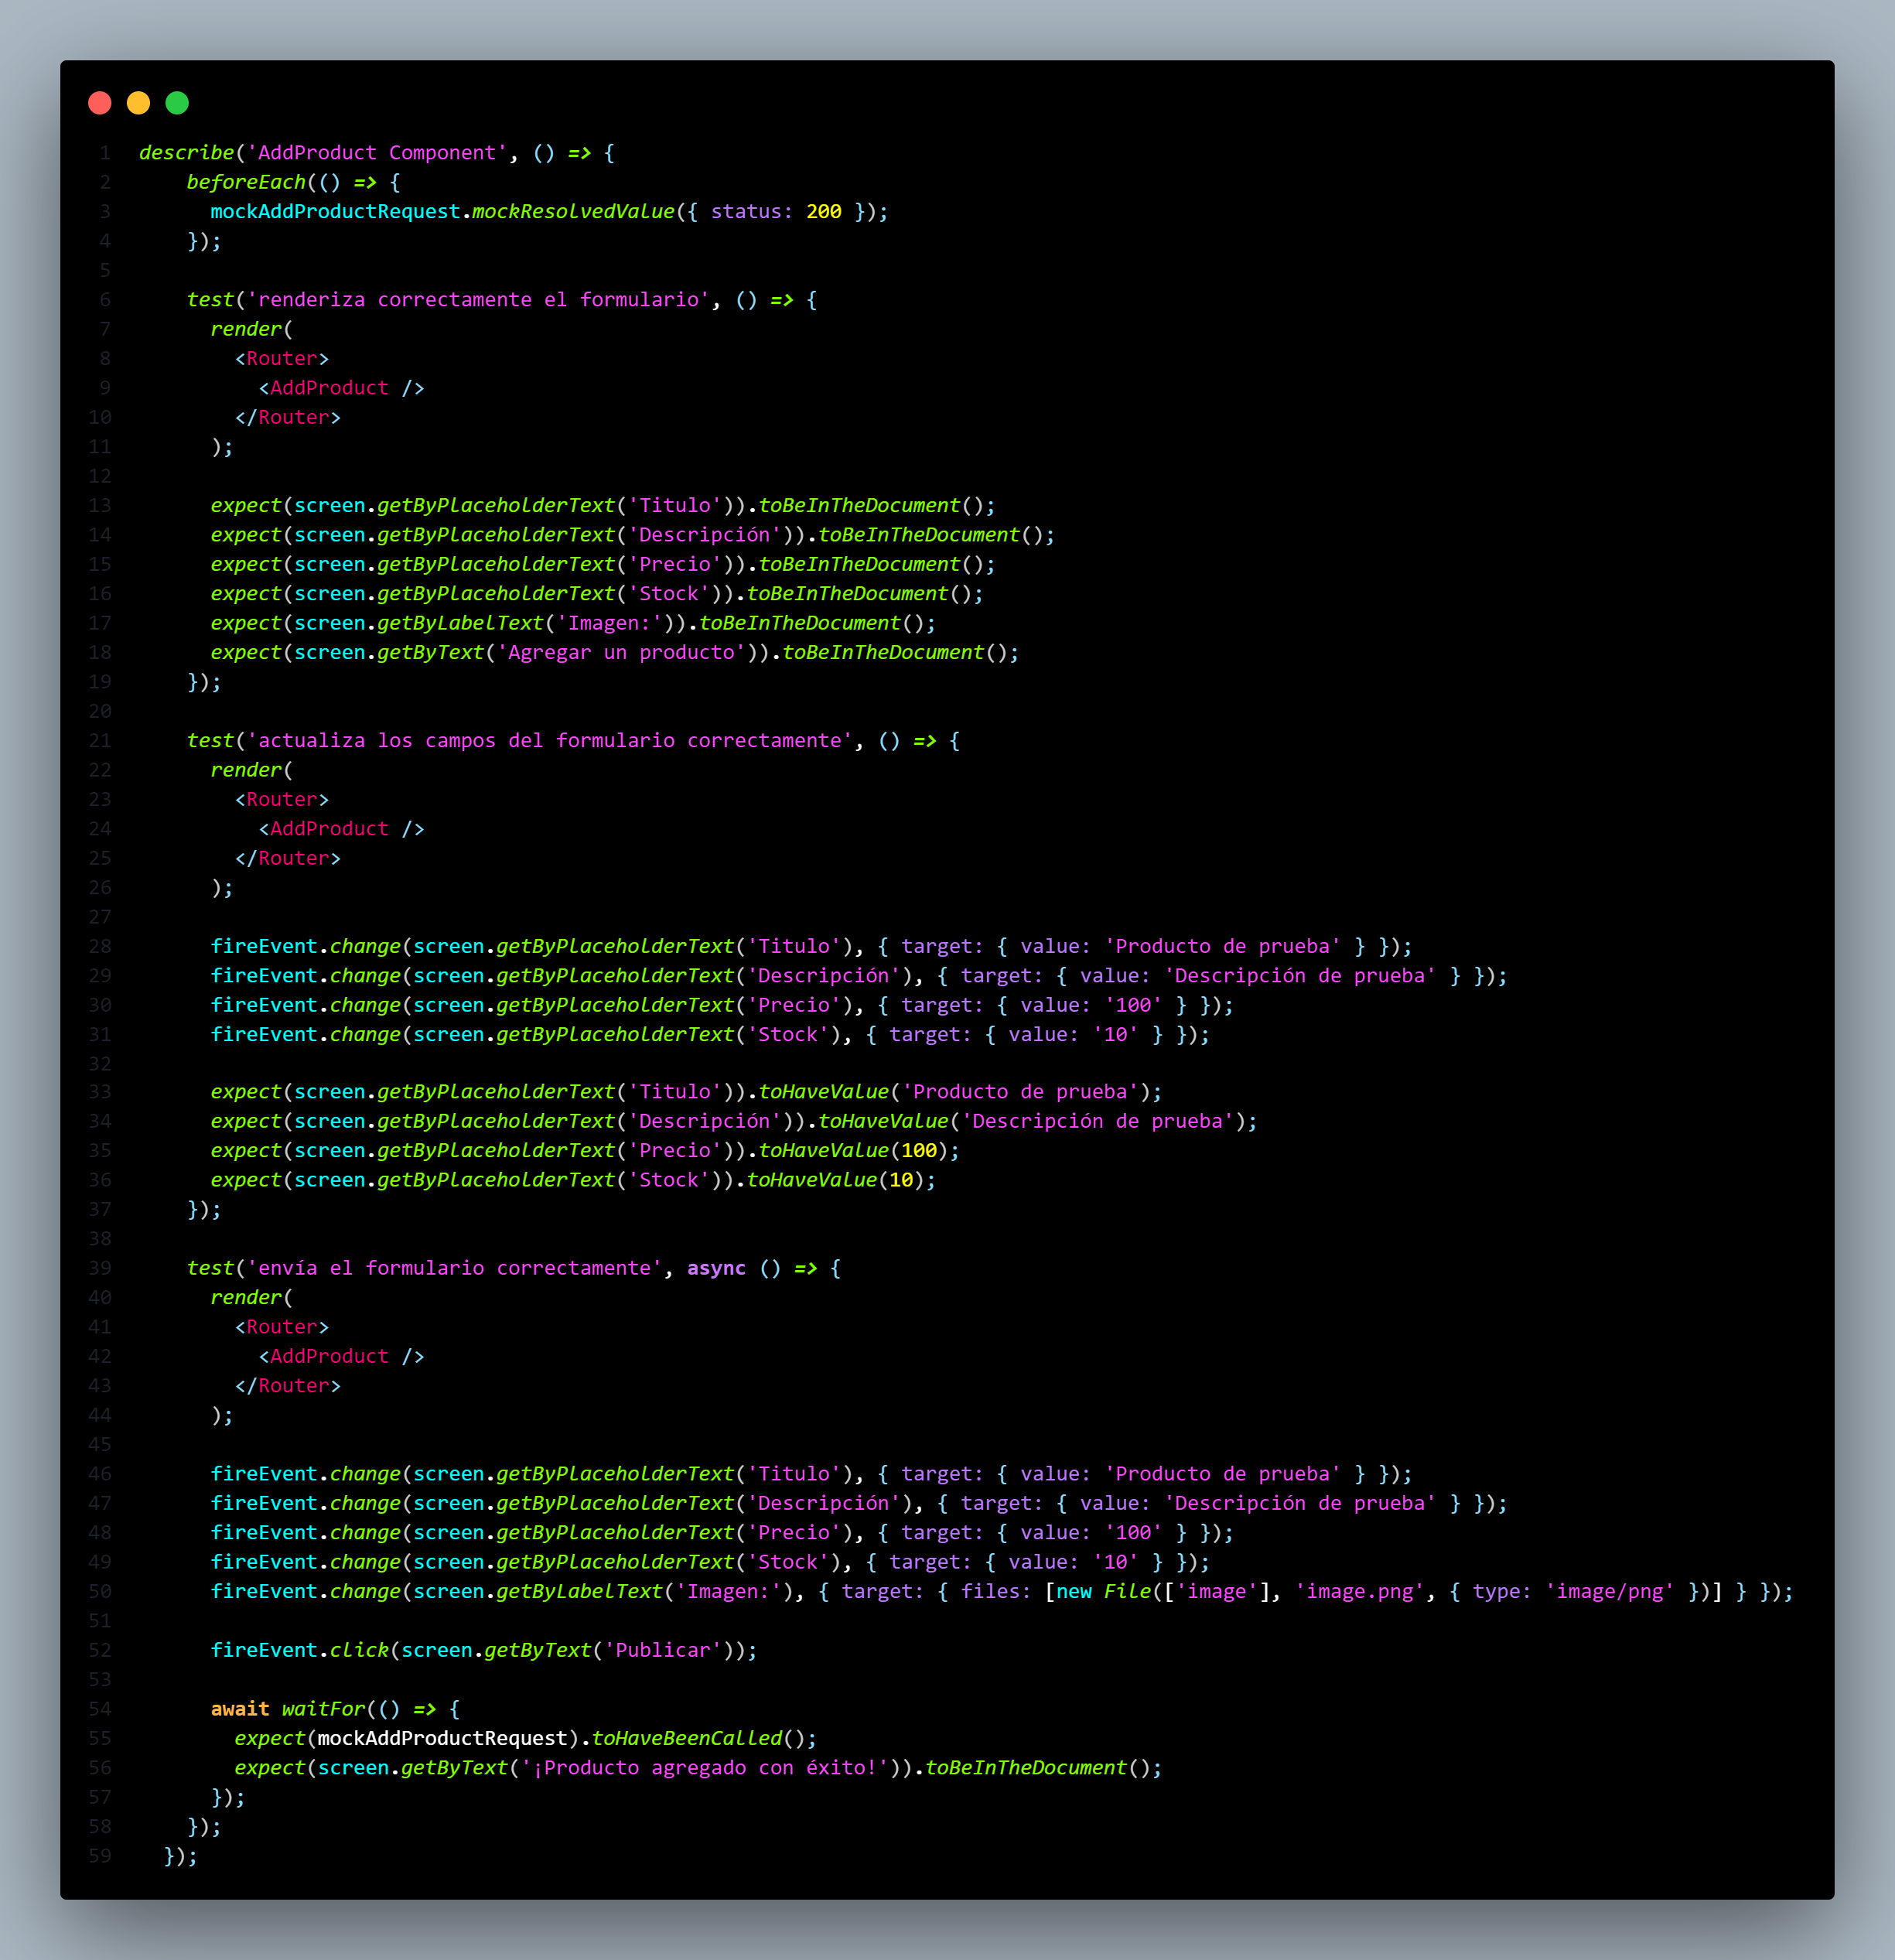 1 describe('AddProduct Component', () => {
2 beforeEach(() => {
3 mockAddProductRequest.mockResolvedValue({ status: 200 });
4 });
5
6 test('renderiza correctamente el formulario', () => {
7 render(
8 <Router>
9 <AddProduct />
10 </Router>
11 );
12
13 expect(screen.getByPlaceholderText('Titulo')).toBeInTheDocument();
14 expect(screen.getByPlaceholderText('Descripción')).toBeInTheDocument();
15 expect(screen.getByPlaceholderText('Precio')).toBeInTheDocument();
16 expect(screen.getByPlaceholderText('Stock')).toBeInTheDocument();
17 expect(screen.getByLabelText('Imagen:')).toBeInTheDocument();
18 expect(screen.getByText('Agregar un producto')).toBeInTheDocument();
19 });
20
21 test('actualiza los campos del formulario correctamente', () => {
22 render(
23 <Router>
24 <AddProduct />
25 </Router>
26 );
27
28 fireEvent.change(screen.getByPlaceholderText('Titulo'), { target: { value: 'Producto de prueba' } });
29 fireEvent.change(screen.getByPlaceholderText('Descripción'), { target: { value: 'Descripción de prueba' } });
30 fireEvent.change(screen.getByPlaceholderText('Precio'), { target: { value: '100' } });
31 fireEvent.change(screen.getByPlaceholderText('Stock'), { target: { value: '10' } });
32
33 expect(screen.getByPlaceholderText('Titulo')).toHaveValue('Producto de prueba');
34 expect(screen.getByPlaceholderText('Descripción')).toHaveValue('Descripción de prueba');
35 expect(screen.getByPlaceholderText('Precio')).toHaveValue(100);
36 expect(screen.getByPlaceholderText('Stock')).toHaveValue(10);
37 });
38
39 test('envía el formulario correctamente', async () => {
40 render(
41 <Router>
42 <AddProduct />
43 </Router>
44 );
45
46 fireEvent.change(screen.getByPlaceholderText('Titulo'), { target: { value: 'Producto de prueba' } });
47 fireEvent.change(screen.getByPlaceholderText('Descripción'), { target: { value: 'Descripción de prueba' } });
48 fireEvent.change(screen.getByPlaceholderText('Precio'), { target: { value: '100' } });
49 fireEvent.change(screen.getByPlaceholderText('Stock'), { target: { value: '10' } });
50 fireEvent.change(screen.getByLabelText('Imagen:'), { target: { files: [new File(['image'], 'image.png', { type: 'image/png' })] } });
51
52 fireEvent.click(screen.getByText('Publicar'));
53
54 await waitFor(() => {
55 expect(mockAddProductRequest).toHaveBeenCalled();
56 expect(screen.getByText('¡Producto agregado con éxito!')).toBeInTheDocument();
57 });
58 });
59 });